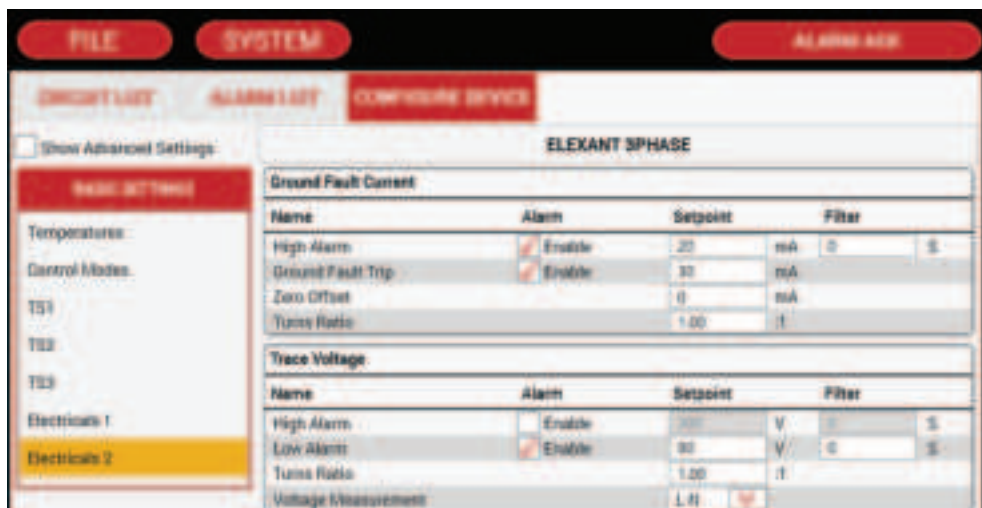 FILE SYSTEM ALARM ACK
CIRCUIT LIST ALARM LIST CONFIGURE DEVICE
Show Advanced Settings
ELEXANT 3PHASE
BASIC SETTINGS
Temperatures
Control Modes
TS1
TS2
TS3
Electricals 1
Electricals 2
Ground Fault Current
Name Alarm Setpoint Filter
High Alarm Enable 20 mA 0 S
Ground Fault Trip Enable 30 mA
Zero Offset 0 mA
Turns Ratio 1.00 :1
Trace Voltage
Name Alarm Setpoint Filter
High Alarm Enable V S
Low Alarm Enable 80 V 0 S
Turns Ratio 1.00 :1
Voltage Measurement L-N